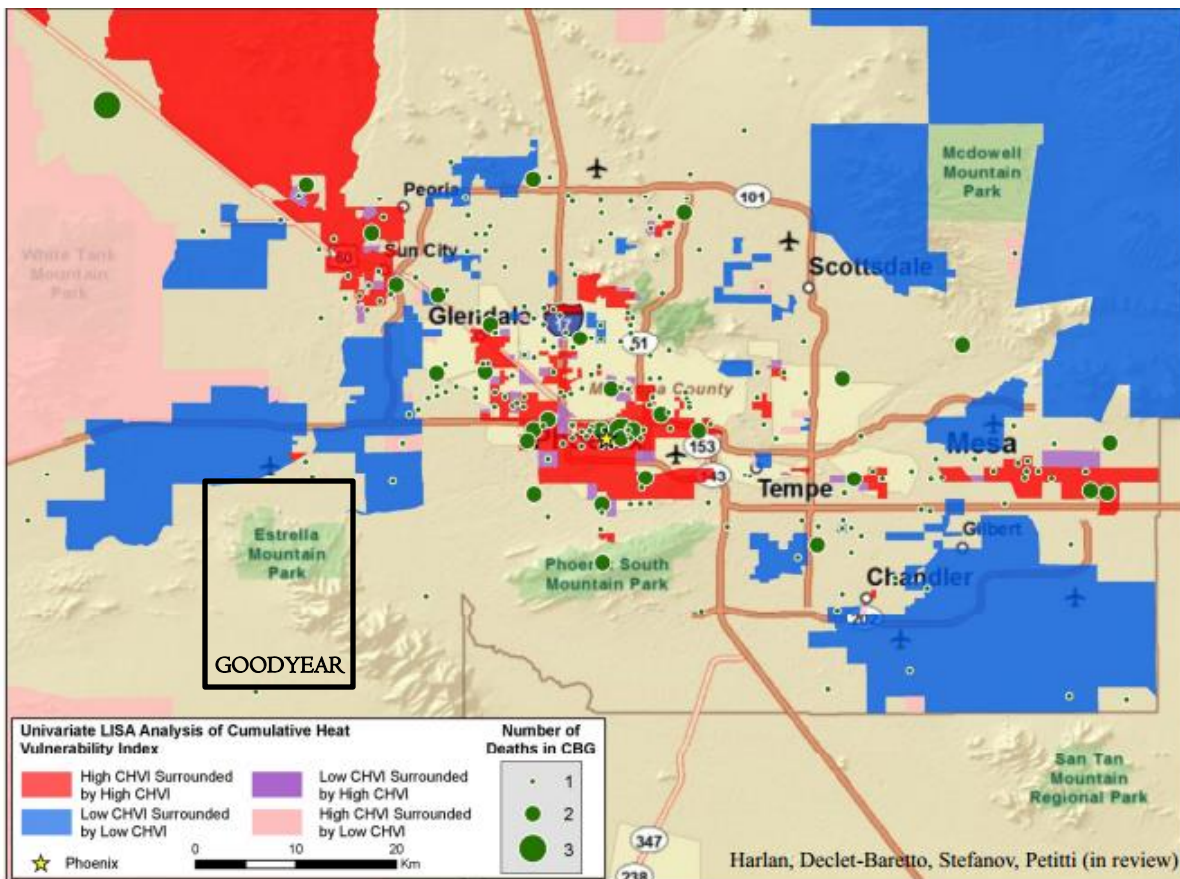 Mcdowell
Mountain
Park
Peoria
101
White Tank
Mountain
Park
Sun City
60
Scottsdale
Glendale
17
51
Maricopa County
Phoenix
153
143
Mesa
Tempe
Estrella
Mountain
Park
Gilbert
Phoenix South
Mountain Park
Chandler
202
GOODYEAR
Univariate LISA Analysis of Cumulative Heat
Vulnerability Index
High CHVI Surrounded
by High CHVI
Low CHVI Surrounded
by High CHVI
Low CHVI Surrounded
by Low CHVI
High CHVI Surrounded
by Low CHVI
Phoenix
0 10 20
Km
Number of
Deaths in CBG
1
2
3
San Tan
Mountain
Regional Park
347
238
Harlan, Declet-Baretto, Stefanov, Petitti (in review)